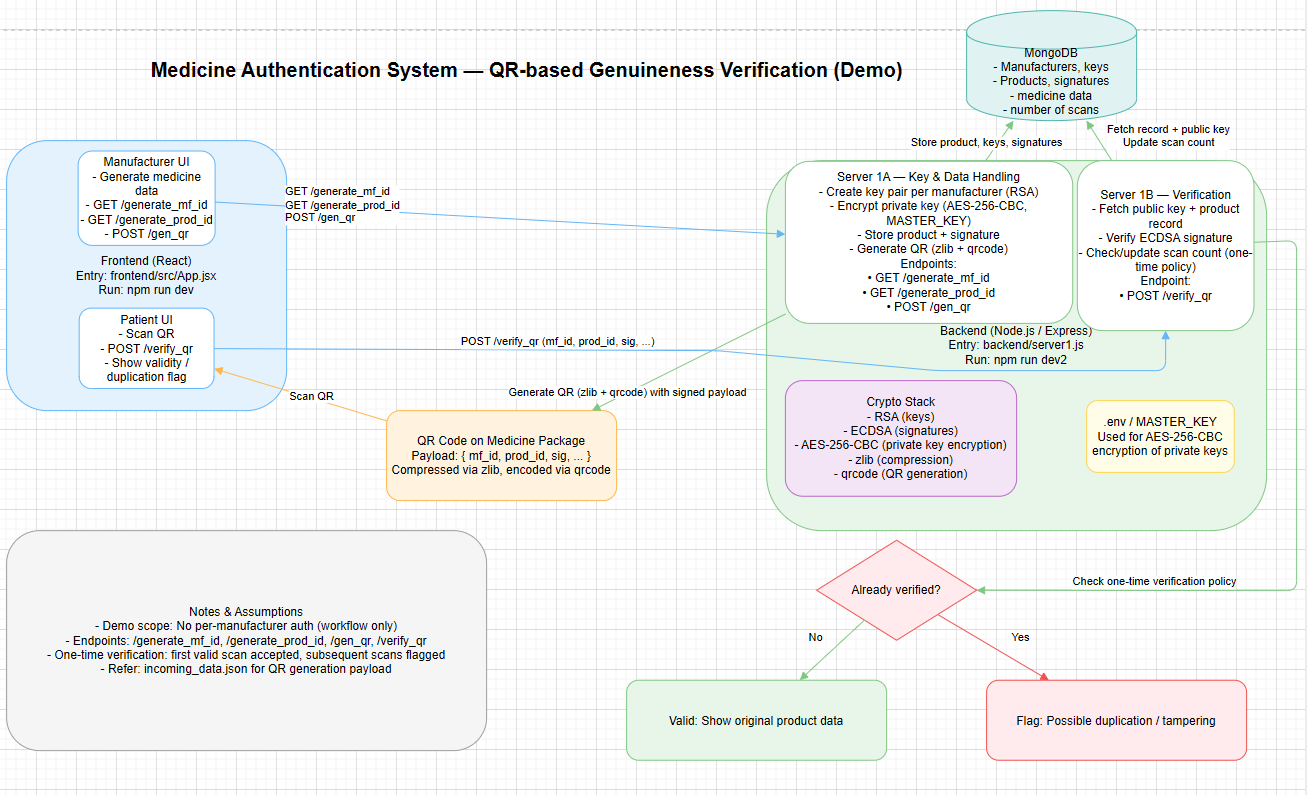 Medicine Authentication System — QR-based Genuineness Verification (Demo)
MongoDB
- Manufacturers, keys
- Products, signatures
- medicine data
- number of scans
Store product, keys, signatures
Fetch record + public key
Update scan count
Manufacturer UI
- Generate medicine
data
- GET /generate_mf_id
- GET /generate_prod_id
- POST /gen_qr
GET /generate_mf_id
GET /generate_prod_id
POST /gen_qr
Frontend (React)
Entry: frontend/src/App.jsx
Run: npm run dev
Patient UI
- Scan QR
- POST /verify_qr
- Show validity /
duplication flag
Server 1A — Key & Data Handling
- Create key pair per manufacturer (RSA)
- Encrypt private key (AES-256-CBC,
MASTER_KEY)
- Store product + signature
- Generate QR (zlib + qrcode)
Endpoints:
• GET /generate_mf_id
• GET /generate_prod_id
• POST /gen_qr
Server 1B — Verification
- Fetch public key + product
record
- Verify ECDSA signature
- Check/update scan count (one-
time policy)
Endpoint:
• POST /verify_qr
Backend (Node.js / Express)
Entry: backend/server1.js
Run: npm run dev2
POST /verify_qr (mf_id, prod_id, sig, ...)
Generate QR (zlib + qrcode) with signed payload
Scan QR
QR Code on Medicine Package
Payload: { mf_id, prod_id, sig, ... }
Compressed via zlib, encoded via qrcode
Crypto Stack
- RSA (keys)
- ECDSA (signatures)
- AES-256-CBC (private key encryption)
- zlib (compression)
- qrcode (QR generation)
.env / MASTER_KEY
Used for AES-256-CBC
encryption of private keys
Notes & Assumptions
- Demo scope: No per-manufacturer auth (workflow only)
- Endpoints: /generate_mf_id, /generate_prod_id, /gen_qr, /verify_qr
- One-time verification: first valid scan accepted, subsequent scans flagged
- Refer: incoming_data.json for QR generation payload
Already verified?
Check one-time verification policy
No
Yes
Valid: Show original product data
Flag: Possible duplication / tampering